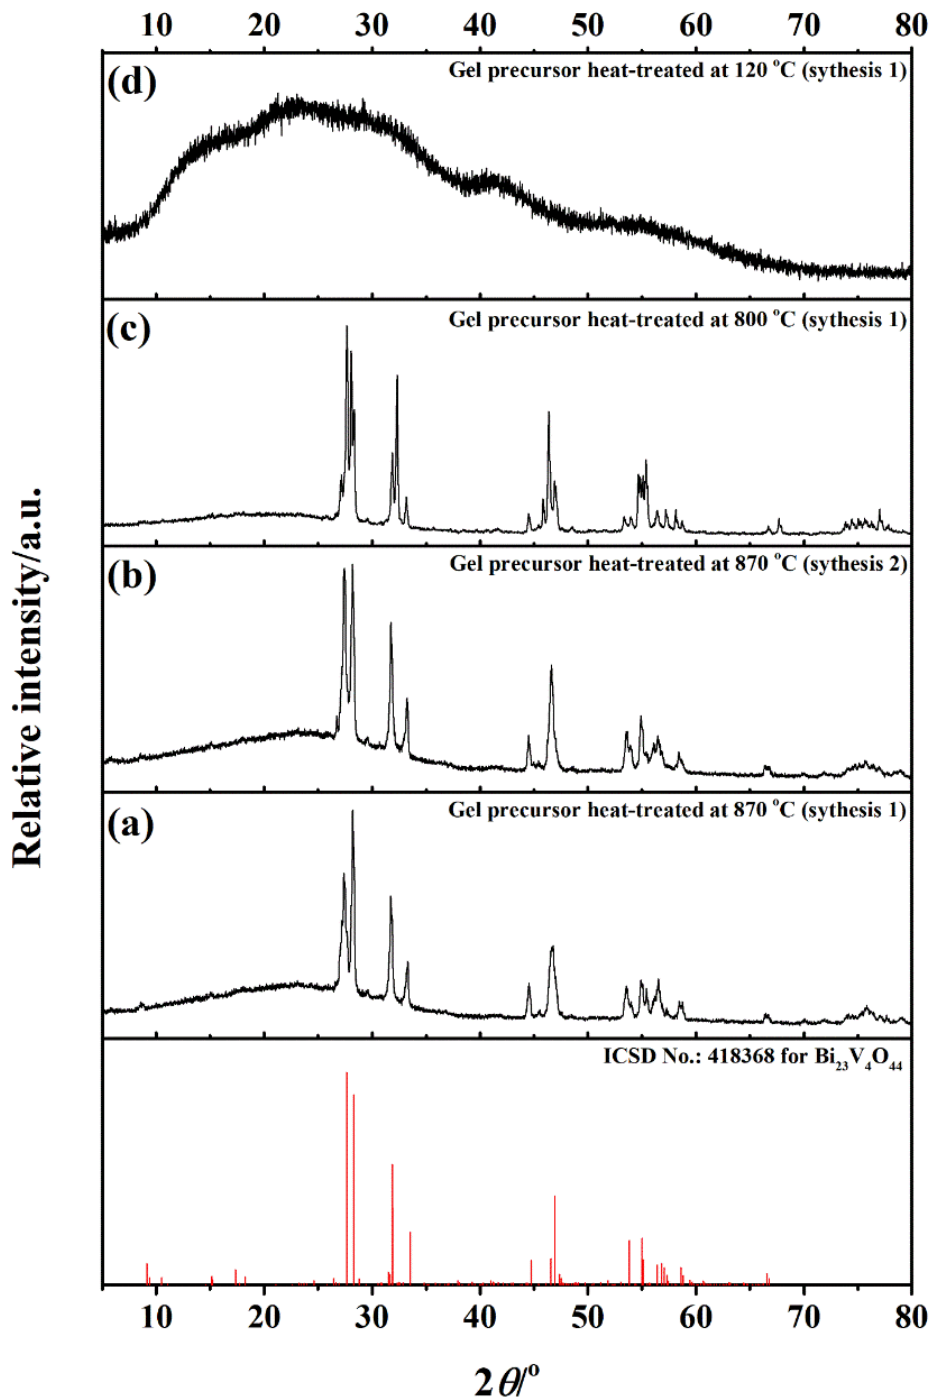 10 20 30 40 50 60 70 80
(d) Gel precursor heat-treated at 120 °C (sythesis 1)
(c) Gel precursor heat-treated at 800 °C (sythesis 1)
(b) Gel precursor heat-treated at 870 °C (sythesis 2)
(a) Gel precursor heat-treated at 870 °C (sythesis 1)
ICSD No.: 418368 for Bi₂₃V₄O₄₄
Relative intensity/a.u.
10 20 30 40 50 60 70 80
2θ/°